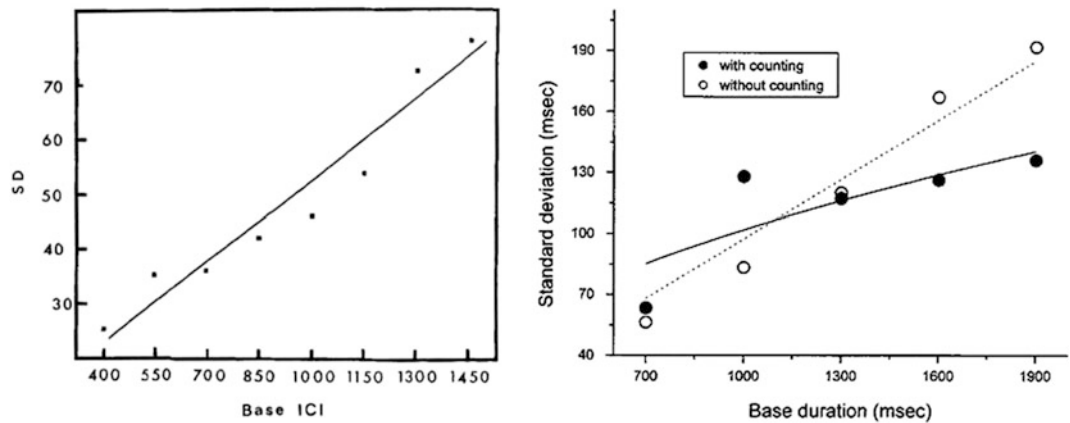 SD
70
60
50
40
30
400 550 700 850 1000 1150 1300 1450
Base ICI
Standard deviation (msec)
190
160
130
100
70
40
with counting
without counting
700 1000 1300 1600 1900
Base duration (msec)